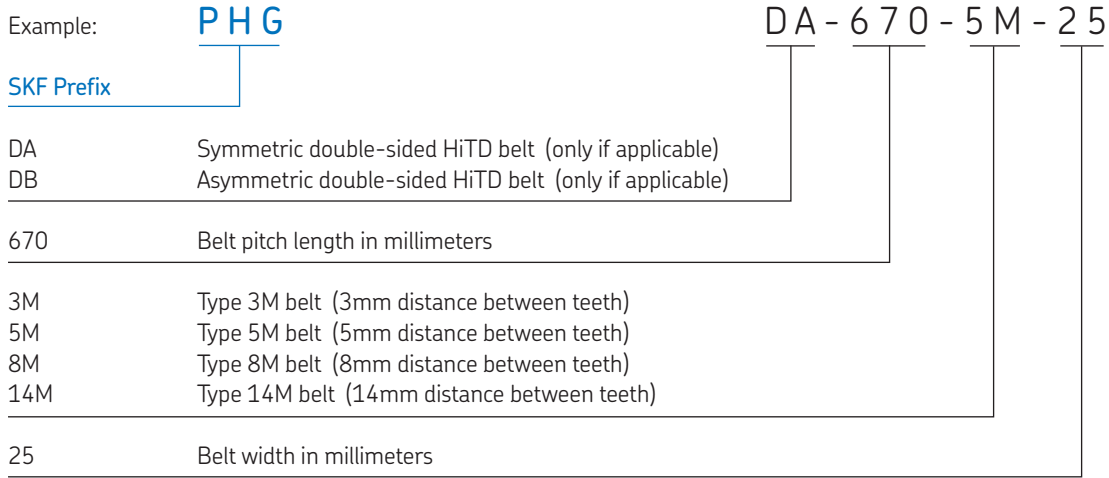 Example: PHG DA-670-5M-25
SKF Prefix
DA Symmetric double-sided HiTD belt (only if applicable)
DB Asymmetric double-sided HiTD belt (only if applicable)
670 Belt pitch length in millimeters
3M Type 3M belt (3mm distance between teeth)
5M Type 5M belt (5mm distance between teeth)
8M Type 8M belt (8mm distance between teeth)
14M Type 14M belt (14mm distance between teeth)
25 Belt width in millimeters